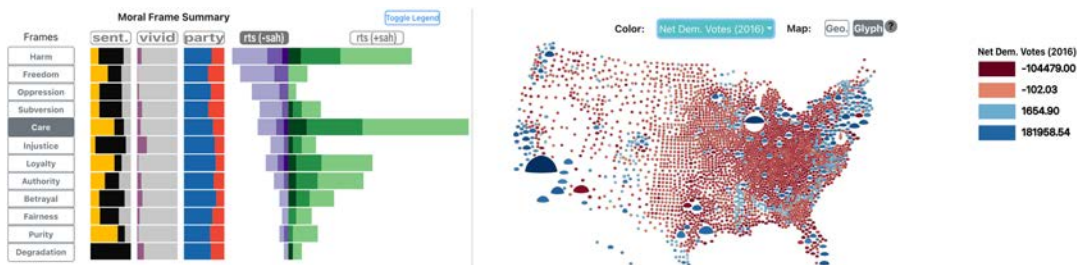 Moral Frame Summary
Toggle Legend
Frames
sent. vivid party rts (-sah) rts (+sah)
Harm
Freedom
Oppression
Subversion
Care
Injustice
Loyalty
Authority
Betrayal
Fairness
Purity
Degradation
Color: Net Dem. Votes (2016) Map: Geo. Glyph ?
Net Dem. Votes (2016)
-104479.00
-102.03
1654.90
181958.54